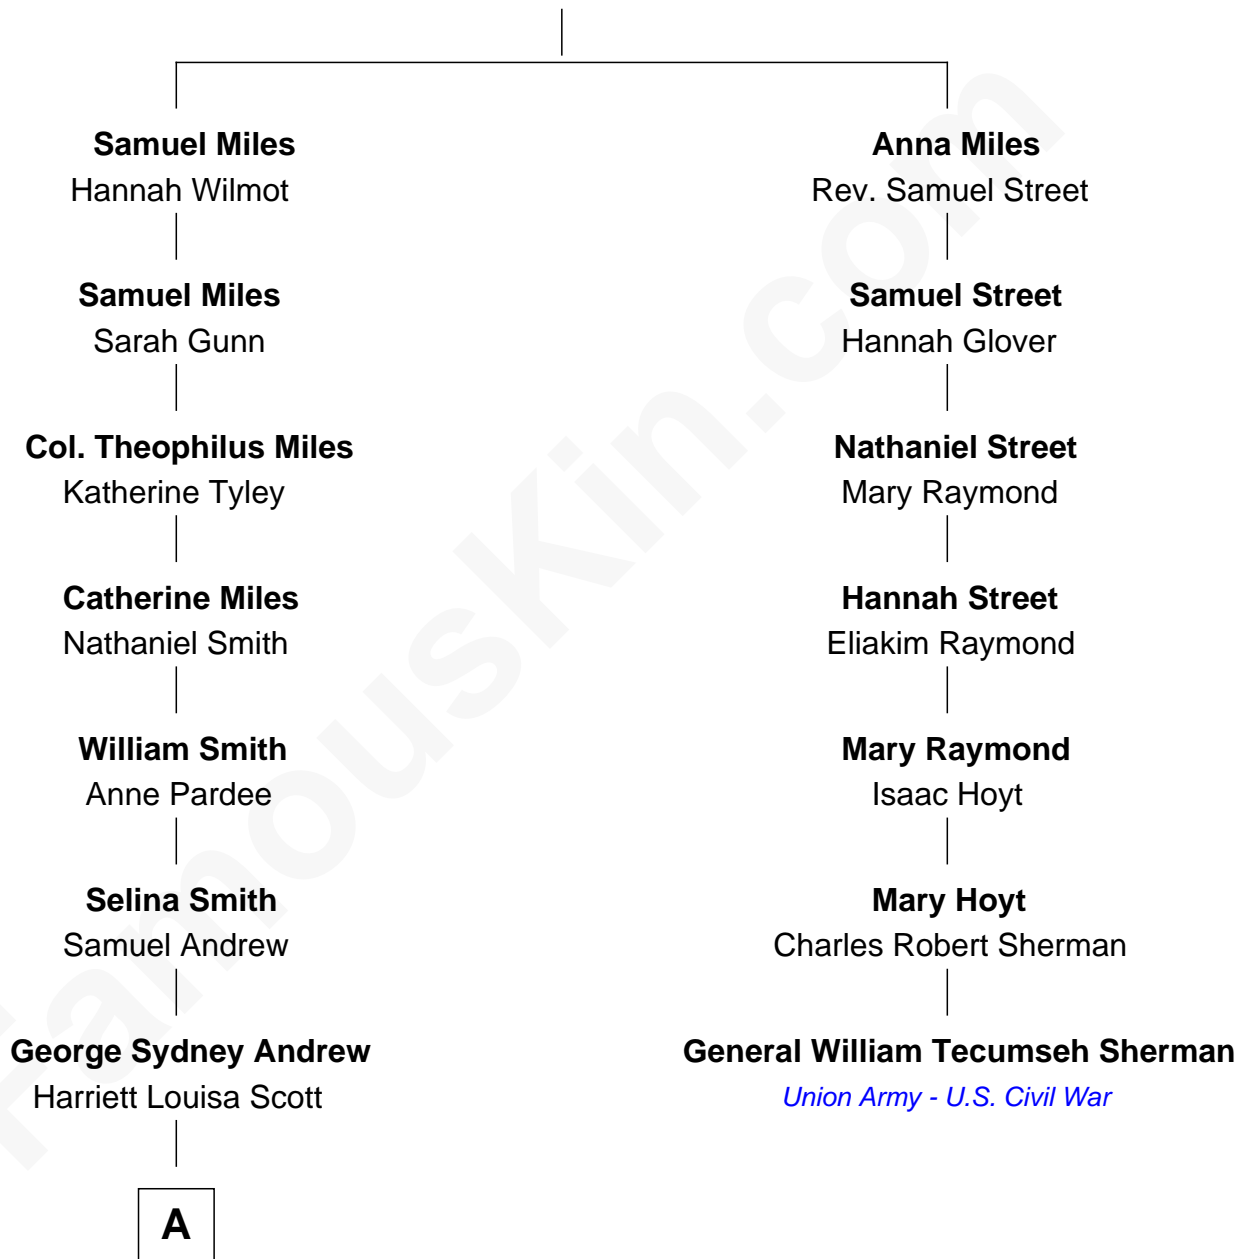 Samuel Miles
Hannah Wilmot
Samuel Miles
Sarah Gunn
Col. Theophilus Miles
Katherine Tyley
Catherine Miles
Nathaniel Smith
William Smith
Anne Pardee
Selina Smith
Samuel Andrew
George Sydney Andrew
Harriett Louisa Scott
A
Anna Miles
Rev. Samuel Street
Samuel Street
Hannah Glover
Nathaniel Street
Mary Raymond
Hannah Street
Eliakim Raymond
Mary Raymond
Isaac Hoyt
Mary Hoyt
Charles Robert Sherman
General William Tecumseh Sherman
Union Army - U.S. Civil War
FamousKin.com